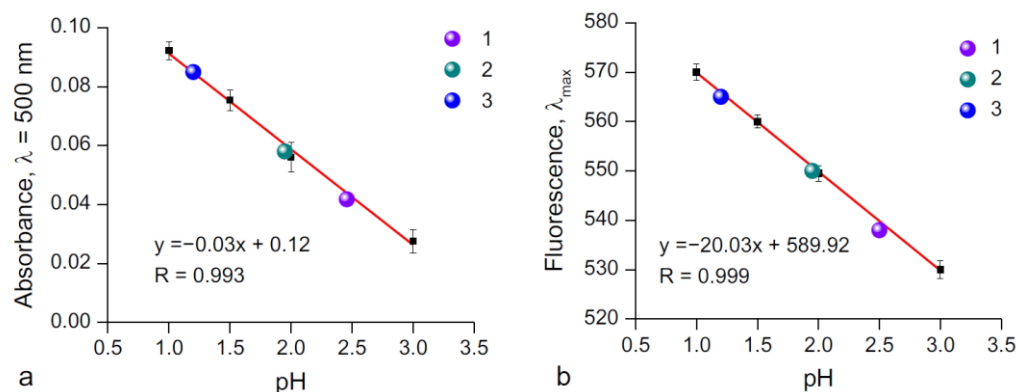 Absorbance, λ = 500 nm
0.10
0.08
0.06
0.04
0.02
0.00
1
2
3
y =−0.03x + 0.12
R = 0.993
0.5 1.0 1.5 2.0 2.5 3.0 3.5
pH
a
Fluorescence, λmax
580
570
560
550
540
530
520
1
2
3
y =−20.03x + 589.92
R = 0.999
0.5 1.0 1.5 2.0 2.5 3.0 3.5
pH
b